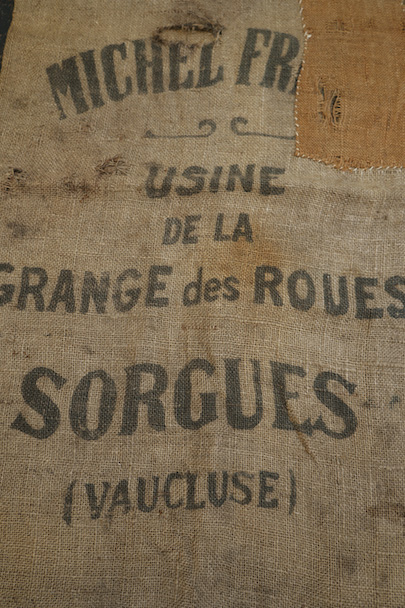 MICHEL FR
USINE
DE LA
GRANGE des ROUES
SORGUES
(VAUCLUSE)